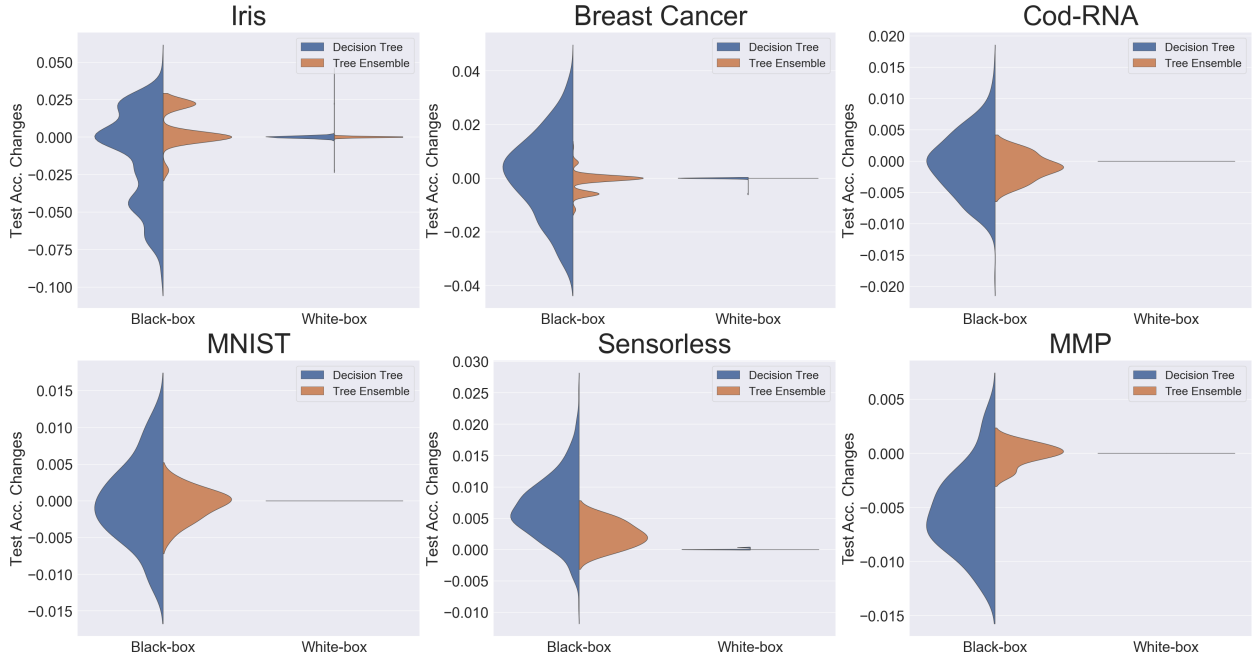 Iris
Test Acc. Changes
0.050
0.025
0.000
−0.025
−0.050
−0.075
−0.100
Decision Tree
Tree Ensemble
Black-box
White-box
Breast Cancer
Test Acc. Changes
0.04
0.02
0.00
−0.02
−0.04
Decision Tree
Tree Ensemble
Black-box
White-box
Cod-RNA
Test Acc. Changes
0.020
0.015
0.010
0.005
0.000
−0.005
−0.010
−0.015
−0.020
Decision Tree
Tree Ensemble
Black-box
White-box
MNIST
Test Acc. Changes
0.015
0.010
0.005
0.000
−0.005
−0.010
−0.015
Decision Tree
Tree Ensemble
Black-box
White-box
Sensorless
Test Acc. Changes
0.030
0.025
0.020
0.015
0.010
0.005
0.000
−0.005
−0.010
Decision Tree
Tree Ensemble
Black-box
White-box
MMP
Test Acc. Changes
0.005
0.000
−0.005
−0.010
−0.015
Decision Tree
Tree Ensemble
Black-box
White-box